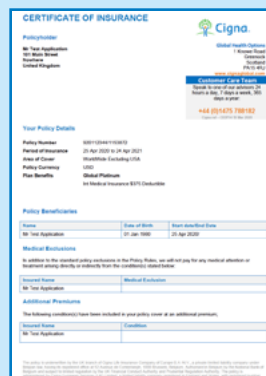 CERTIFICATE OF INSURANCE
Cigna.
Policyholder
Mr Test Application
101 Main Street
Nowhere
United Kingdom
Global Health Options
1 Knowe Road
Greenock
Scotland
www.cignaglobal.com
Customer Care Team
Speak to one of our advisors 24
hours a day, 7 days a week, 365
days a year.
+44 (0)1475 788182
Your Policy Details
Policy Number
Period of Insurance 25 Apr 2020 to 24 Apr 2021
Area of Cover Worldwide Excluding USA
Policy Currency USD
Plan Benefits Global Platinum
Int Medical Insurance $375 Deductible
Policy Beneficiaries
Name Date of Birth Start date/End Date
Mr Test Application 01 Jan 1980 25 Apr 2020/
Medical Exclusions
In addition to the standard policy exclusions in the Policy Rules, we will not pay for any medical attention or
treatment arising directly or indirectly from the condition(s) stated below:
Insured Name Medical Exclusion
Mr Test Application
Additional Premiums
The following condition(s) have been included in your policy cover at an additional premium;
Insured Name Condition
Mr Test Application